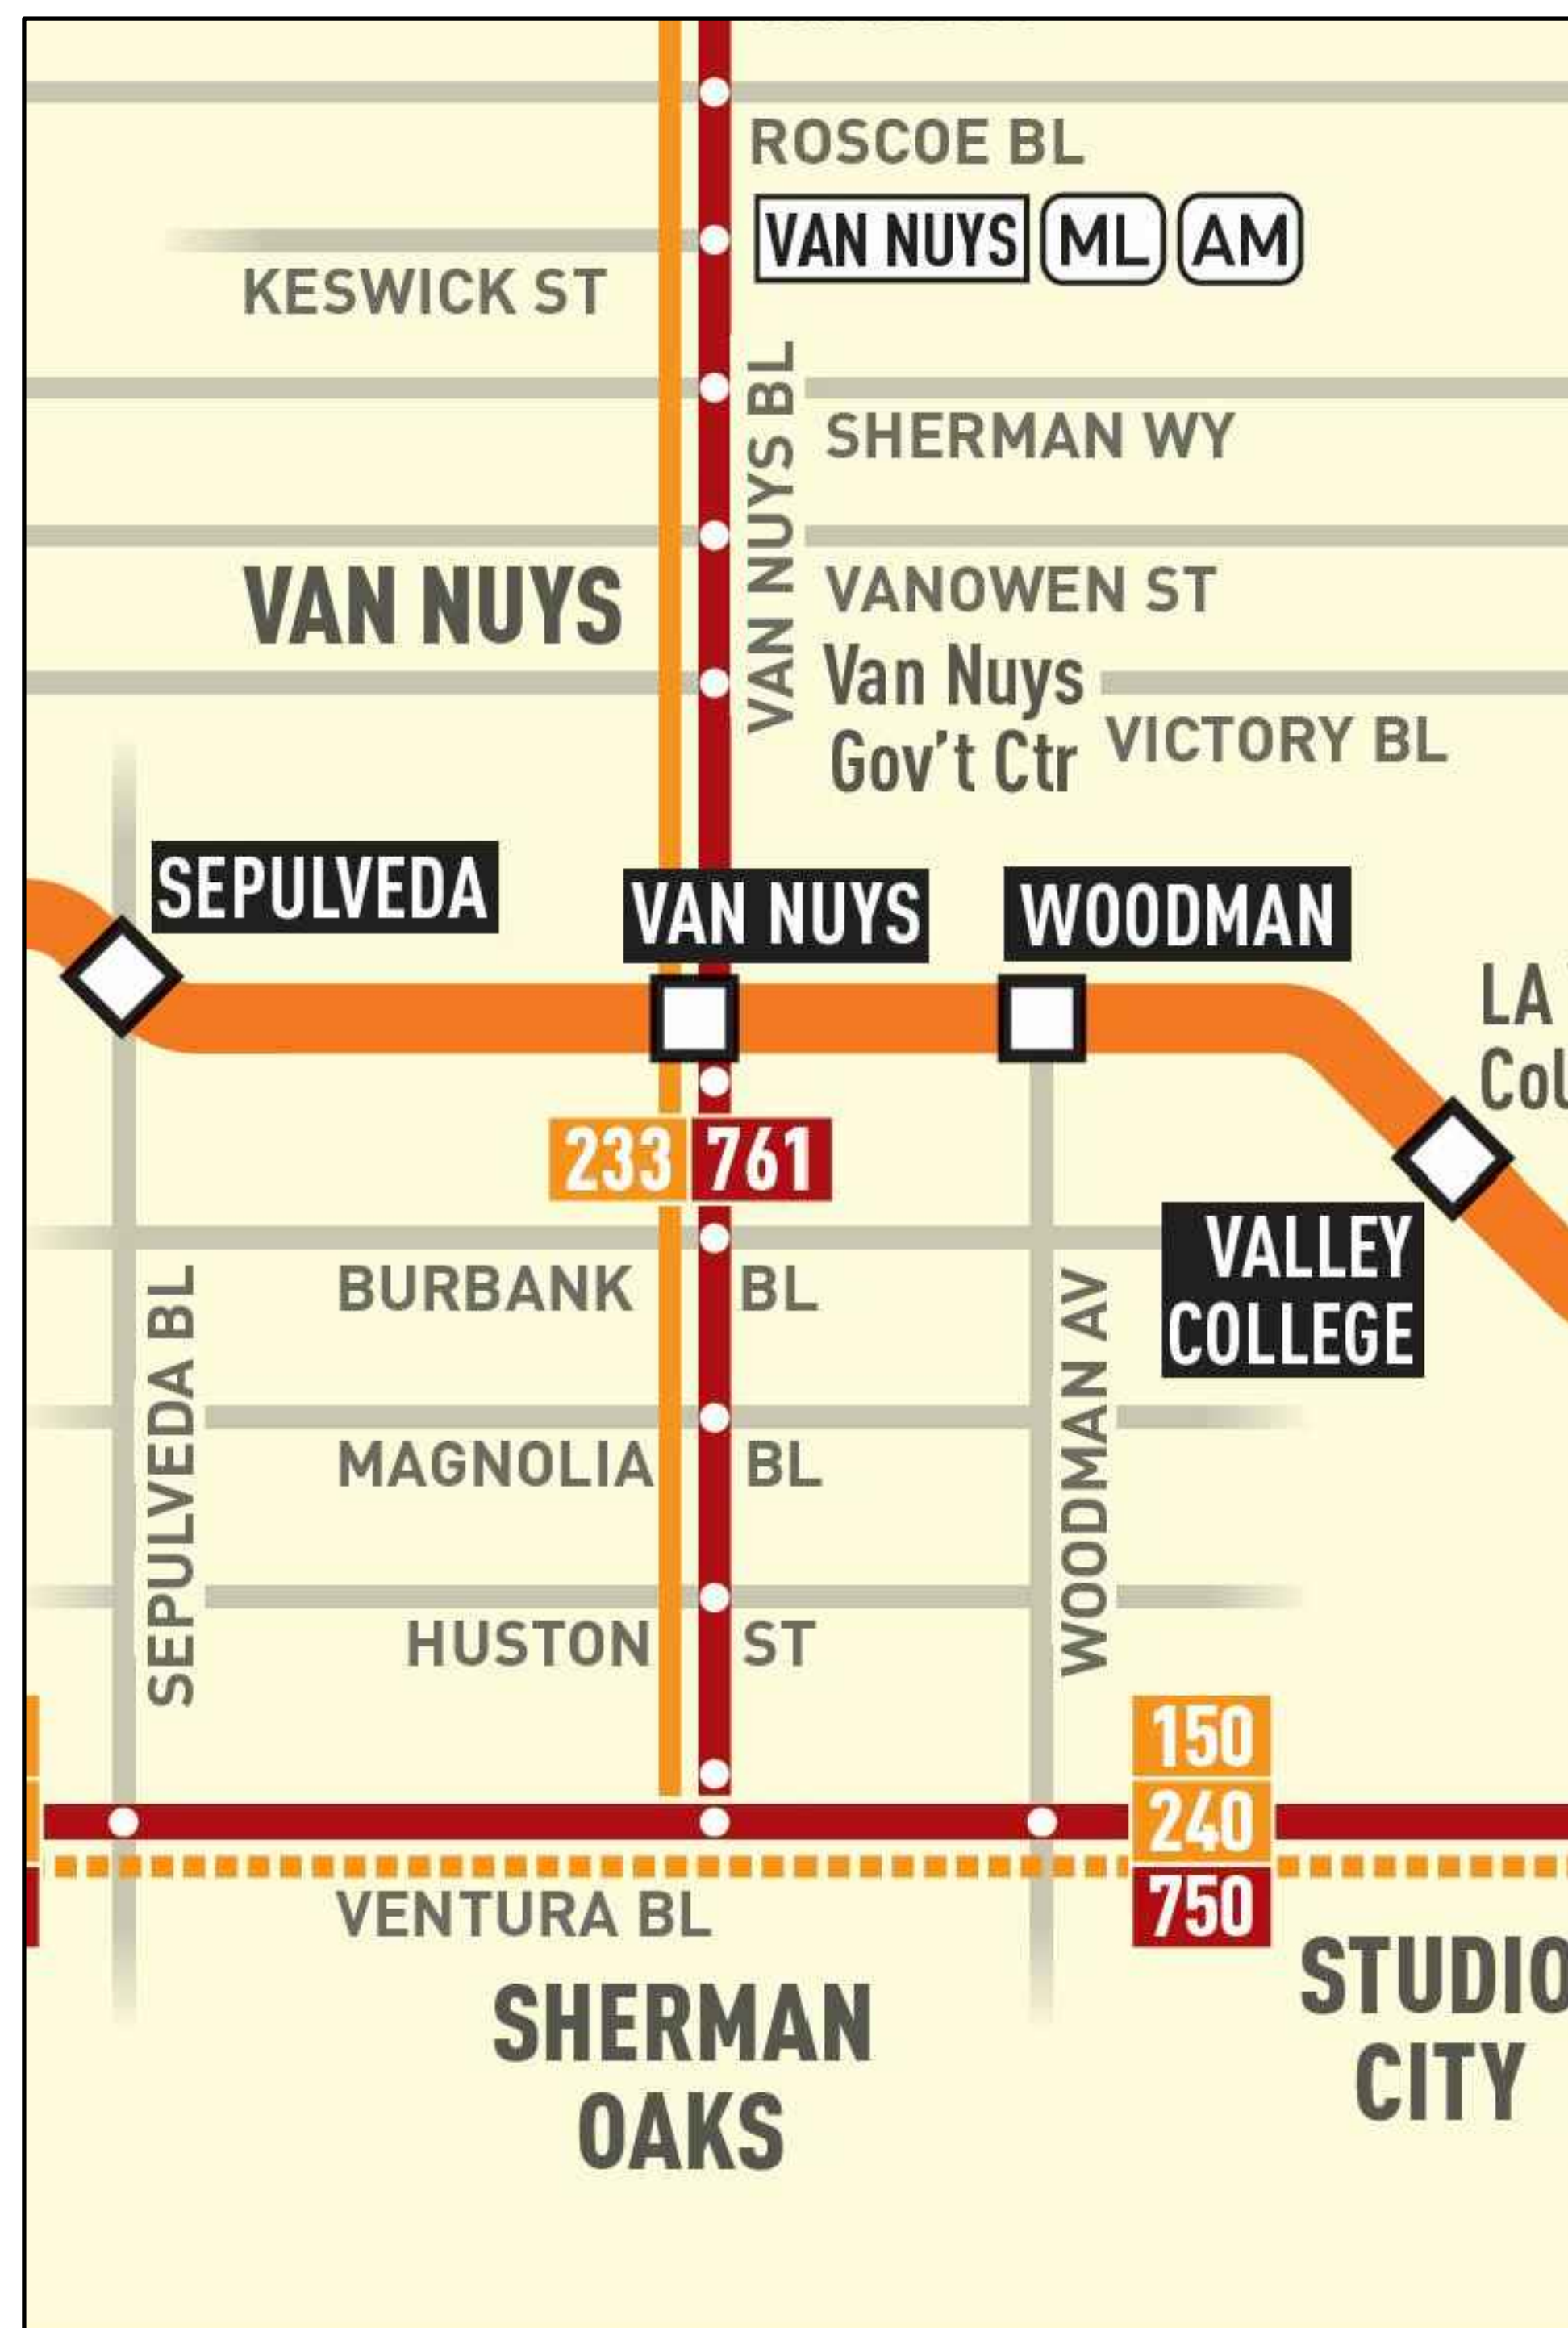 ROSCOE BL
VAN NUYS ML AM
KESWICK ST
VAN NUYS BL
SHERMAN WY
VANOWEN ST
VAN NUYS
Van Nuys
Gov't Ctr
VICTORY BL
SEPULVEDA
VAN NUYS
WOODMAN
LA
233 761
VALLEY
COLLEGE
BURBANK BL
SEPULVEDA BL
WOODMAN AV
MAGNOLIA BL
HUSTON ST
150
240
750
VENTURA BL
STUDIO
CITY
SHERMAN
OAKS